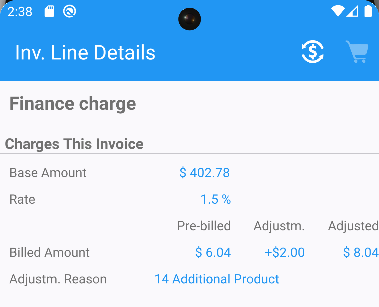 2:38
Inv. Line Details
Finance charge
Charges This Invoice
Base Amount $ 402.78
Rate 1.5 %
Pre-billed Adjustm. Adjusted
Billed Amount $ 6.04 +$2.00 $ 8.04
Adjustm. Reason 14 Additional Product